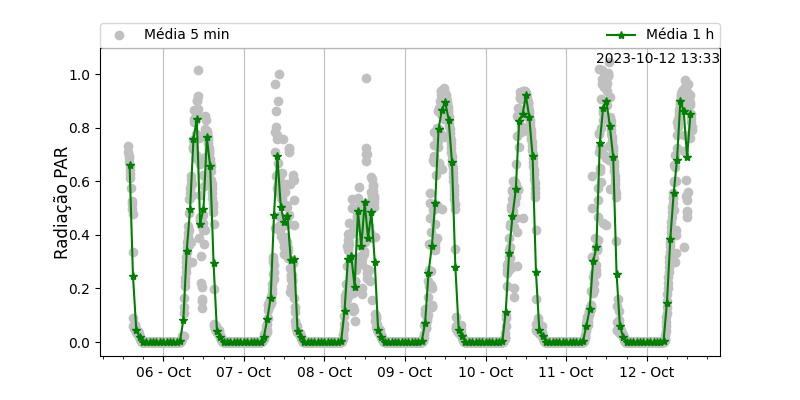 Média 5 min
Média 1 h
2023-10-12 13:33
Radiação PAR
1.0
0.8
0.6
0.4
0.2
0.0
06 - Oct
07 - Oct
08 - Oct
09 - Oct
10 - Oct
11 - Oct
12 - Oct